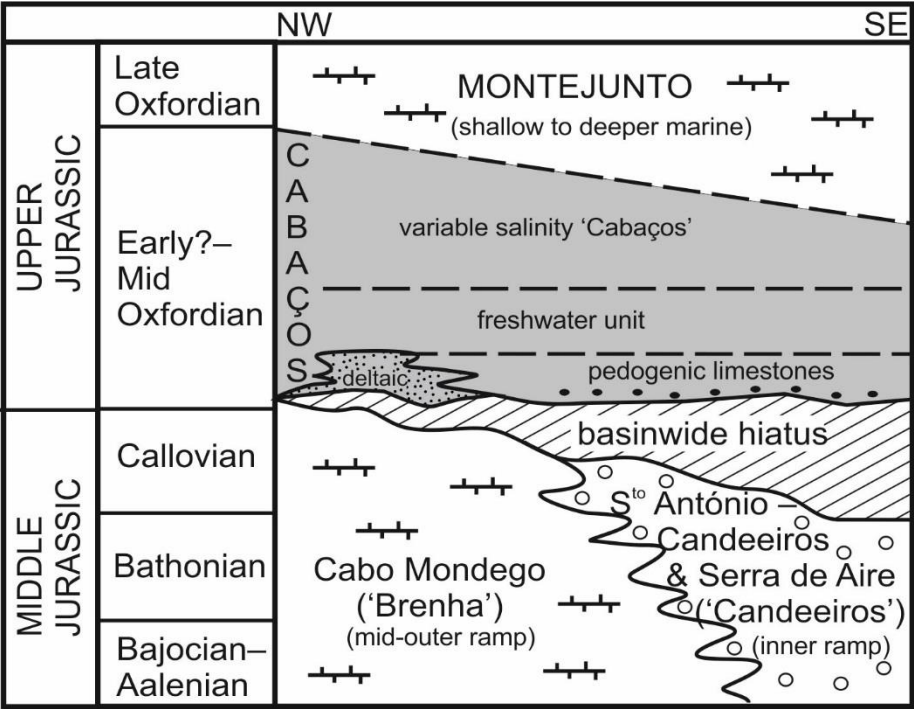 NW
SE
UPPER
JURASSIC
Late
Oxfordian
Early?–
Mid
Oxfordian
MIDDLE
JURASSIC
Callovian
Bathonian
Bajocian–
Aalenian
MONTEJUNTO
(shallow to deeper marine)
CABAÇOS
variable salinity ‘Cabaços’
freshwater unit
deltaic
pedogenic limestones
basinwide hiatus
Sto António –
Candeeiros
& Serra de Aire
(‘Candeeiros’)
(inner ramp)
Cabo Mondego
(‘Brenha’)
(mid-outer ramp)